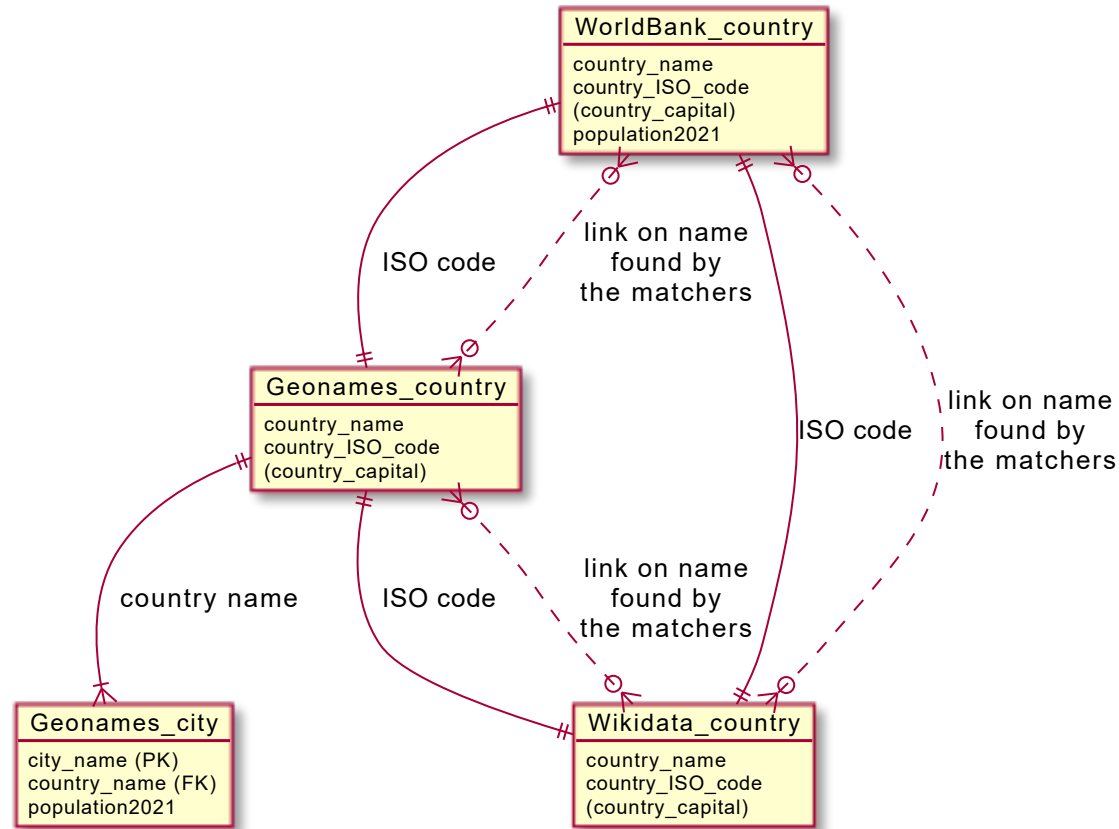 WorldBank_country
country_name
country_ISO_code
(country_capital)
population2021
link on name
found by
the matchers
ISO code
Geonames_country
country_name
country_ISO_code
(country_capital)
ISO code
link on name
found by
the matchers
country name
ISO code
link on name
found by
the matchers
Geonames_city
city_name (PK)
country_name (FK)
population2021
Wikidata_country
country_name
country_ISO_code
(country_capital)